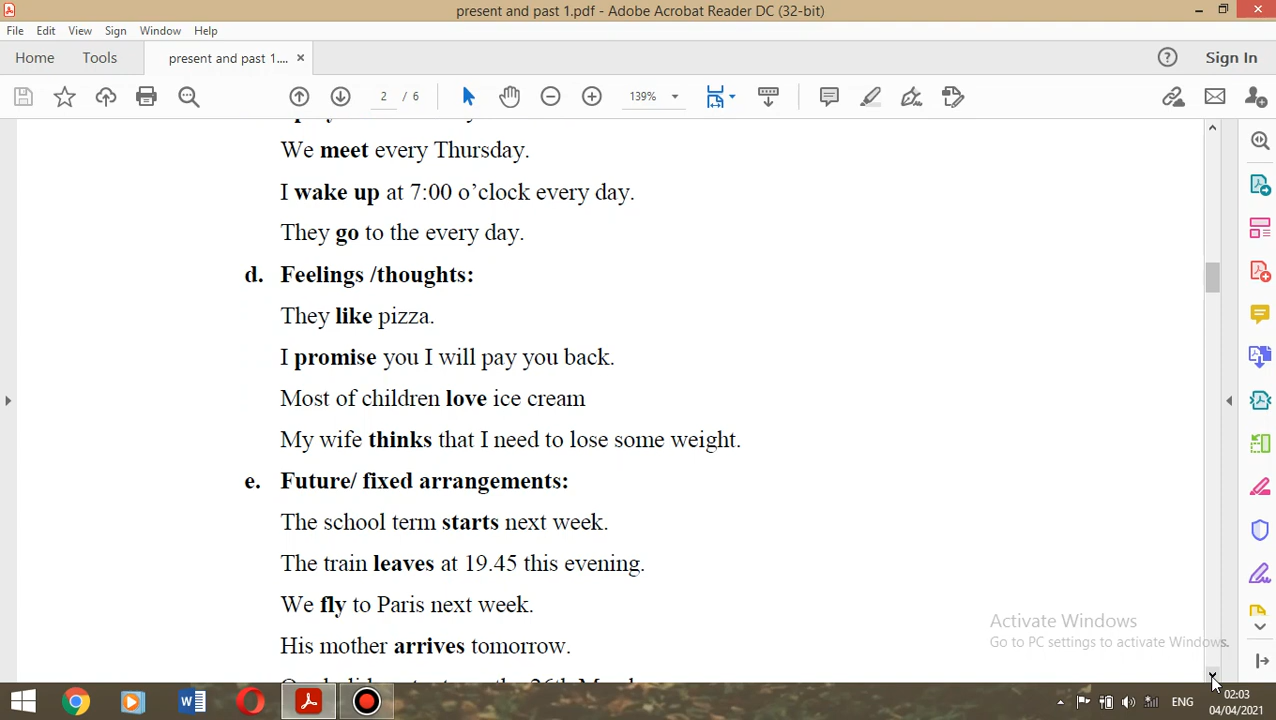 present and past 1.pdf - Adobe Acrobat Reader DC (32-bit)
File Edit View Sign Window Help
Home Tools present and past 1.... × Sign In
2 / 6 139%
We meet every Thursday.
I wake up at 7:00 o’clock every day.
They go to the every day.
d. Feelings /thoughts:
They like pizza.
I promise you I will pay you back.
Most of children love ice cream
My wife thinks that I need to lose some weight.
e. Future/ fixed arrangements:
The school term starts next week.
The train leaves at 19.45 this evening.
We fly to Paris next week.
His mother arrives tomorrow.
Activate Windows
Go to PC settings to activate Windows.
ENG
02:03
04/04/2021